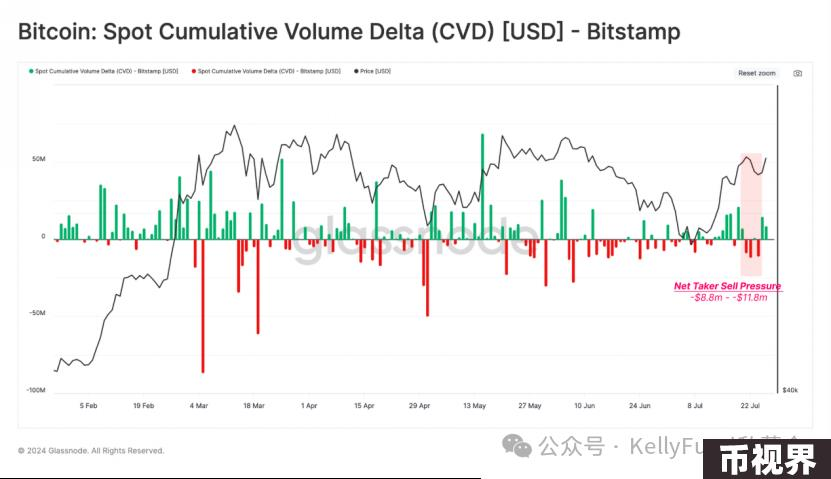 Bitcoin: Spot Cumulative Volume Delta (CVD) [USD] - Bitstamp
Spot Cumulative Volume Delta (CVD) - Bitstamp [USD]
Spot Cumulative Volume Delta (CVD) - Bitstamp [USD]
Price [USD]
Reset zoom
50M
0
-50M
-100M
$40k
glassnode
Net Taker Sell Pressure
-$8.8m - -$11.8m
5 Feb
19 Feb
4 Mar
18 Mar
1 Apr
15 Apr
29 Apr
13 May
27 May
10 Jun
24 Jun
8 Jul
22 Jul
© 2024 Glassnode. All Rights Reserved.
公众号 · KellyFu
币视界